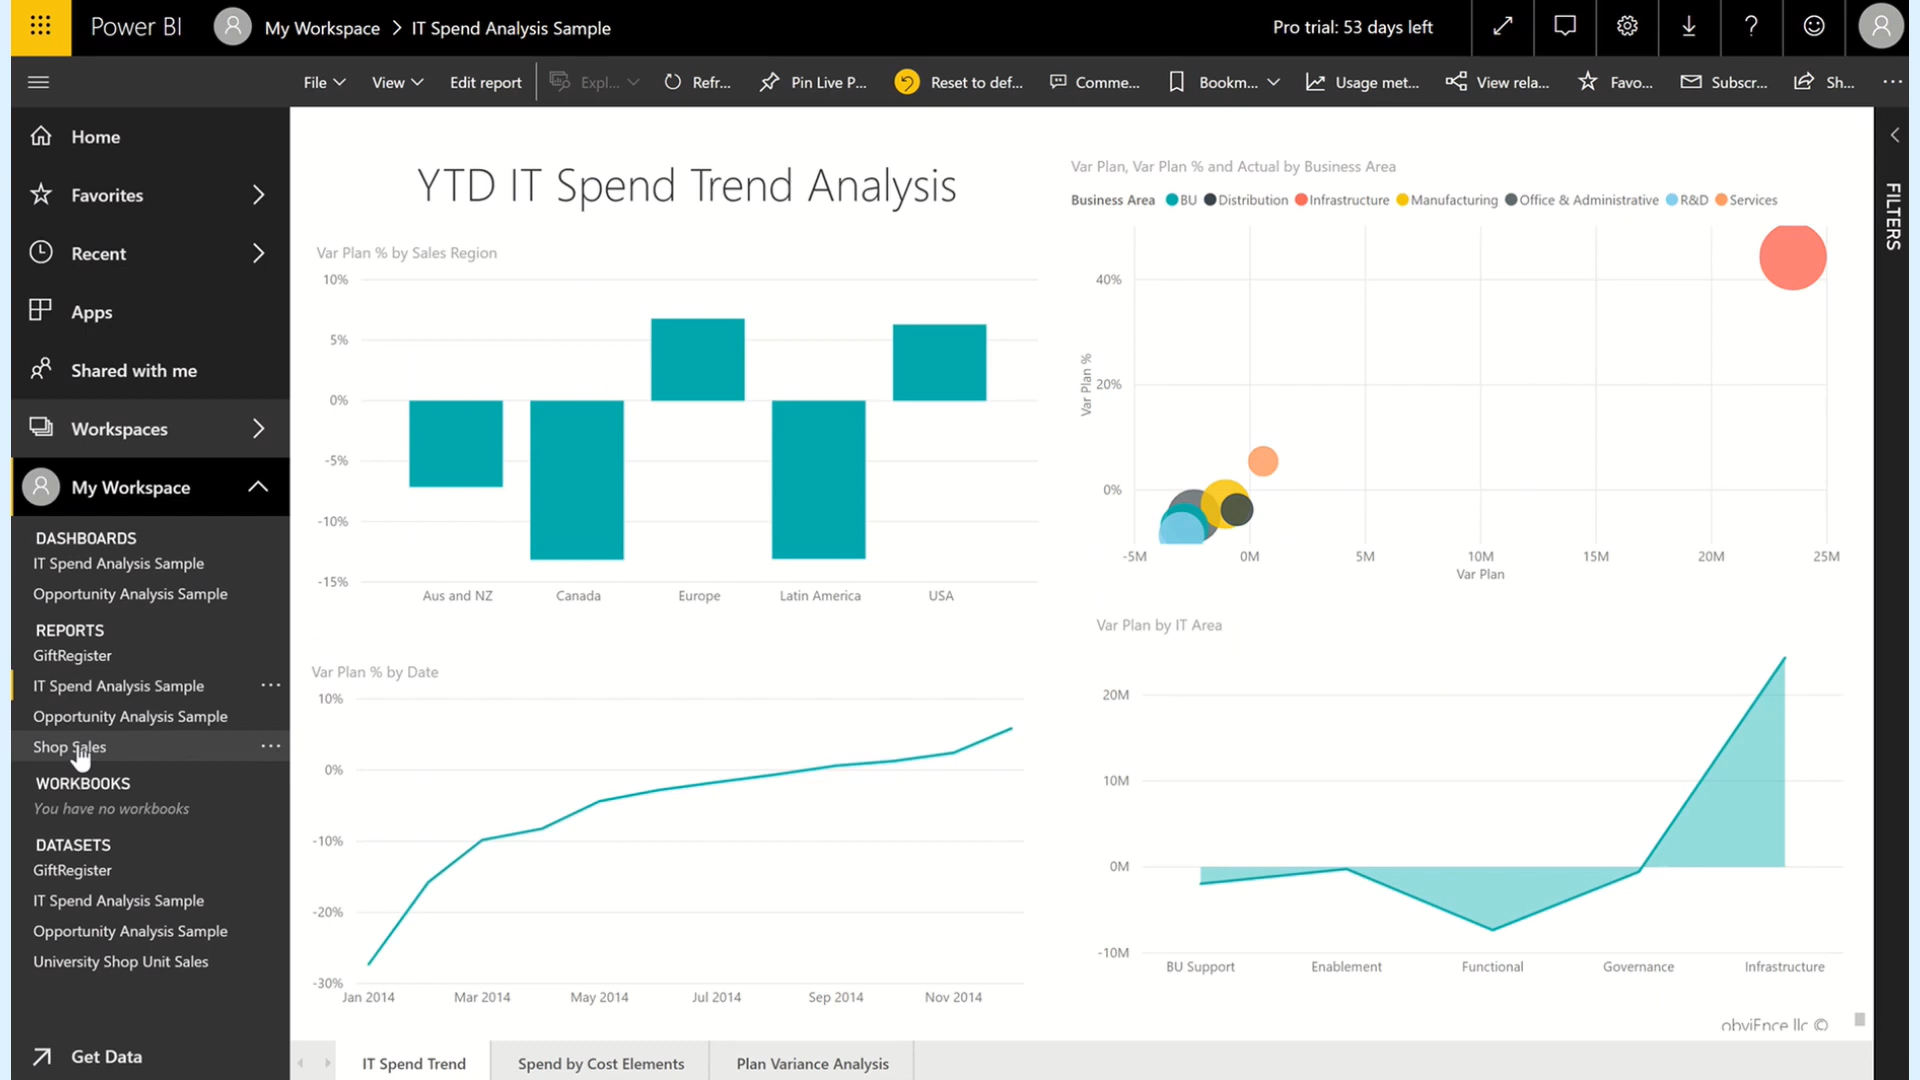 Power BI
My Workspace > IT Spend Analysis Sample
Pro trial: 53 days left
File
View
Edit report
Expl...
Refr...
Pin Live P...
Reset to def...
Comme...
Bookm...
Usage met...
View rela...
Favo...
Subscr...
Sh...
Home
Favorites
Recent
Apps
Shared with me
Workspaces
My Workspace
DASHBOARDS
IT Spend Analysis Sample
Opportunity Analysis Sample
REPORTS
GiftRegister
IT Spend Analysis Sample
Opportunity Analysis Sample
Shop Sales
WORKBOOKS
You have no workbooks
DATASETS
GiftRegister
IT Spend Analysis Sample
Opportunity Analysis Sample
University Shop Unit Sales
Get Data
YTD IT Spend Trend Analysis
Var Plan % by Sales Region
10%
5%
0%
-5%
-10%
-15%
Aus and NZ
Canada
Europe
Latin America
USA
Var Plan, Var Plan % and Actual by Business Area
Business Area BU Distribution Infrastructure Manufacturing Office & Administrative R&D Services
Var Plan %
40%
20%
0%
-5M
0M
5M
10M
15M
20M
25M
Var Plan
Var Plan % by Date
10%
0%
-10%
-20%
-30%
Jan 2014
Mar 2014
May 2014
Jul 2014
Sep 2014
Nov 2014
Var Plan by IT Area
20M
10M
0M
-10M
BU Support
Enablement
Functional
Governance
Infrastructure
obviEnce llc ©
FILTERS
IT Spend Trend
Spend by Cost Elements
Plan Variance Analysis